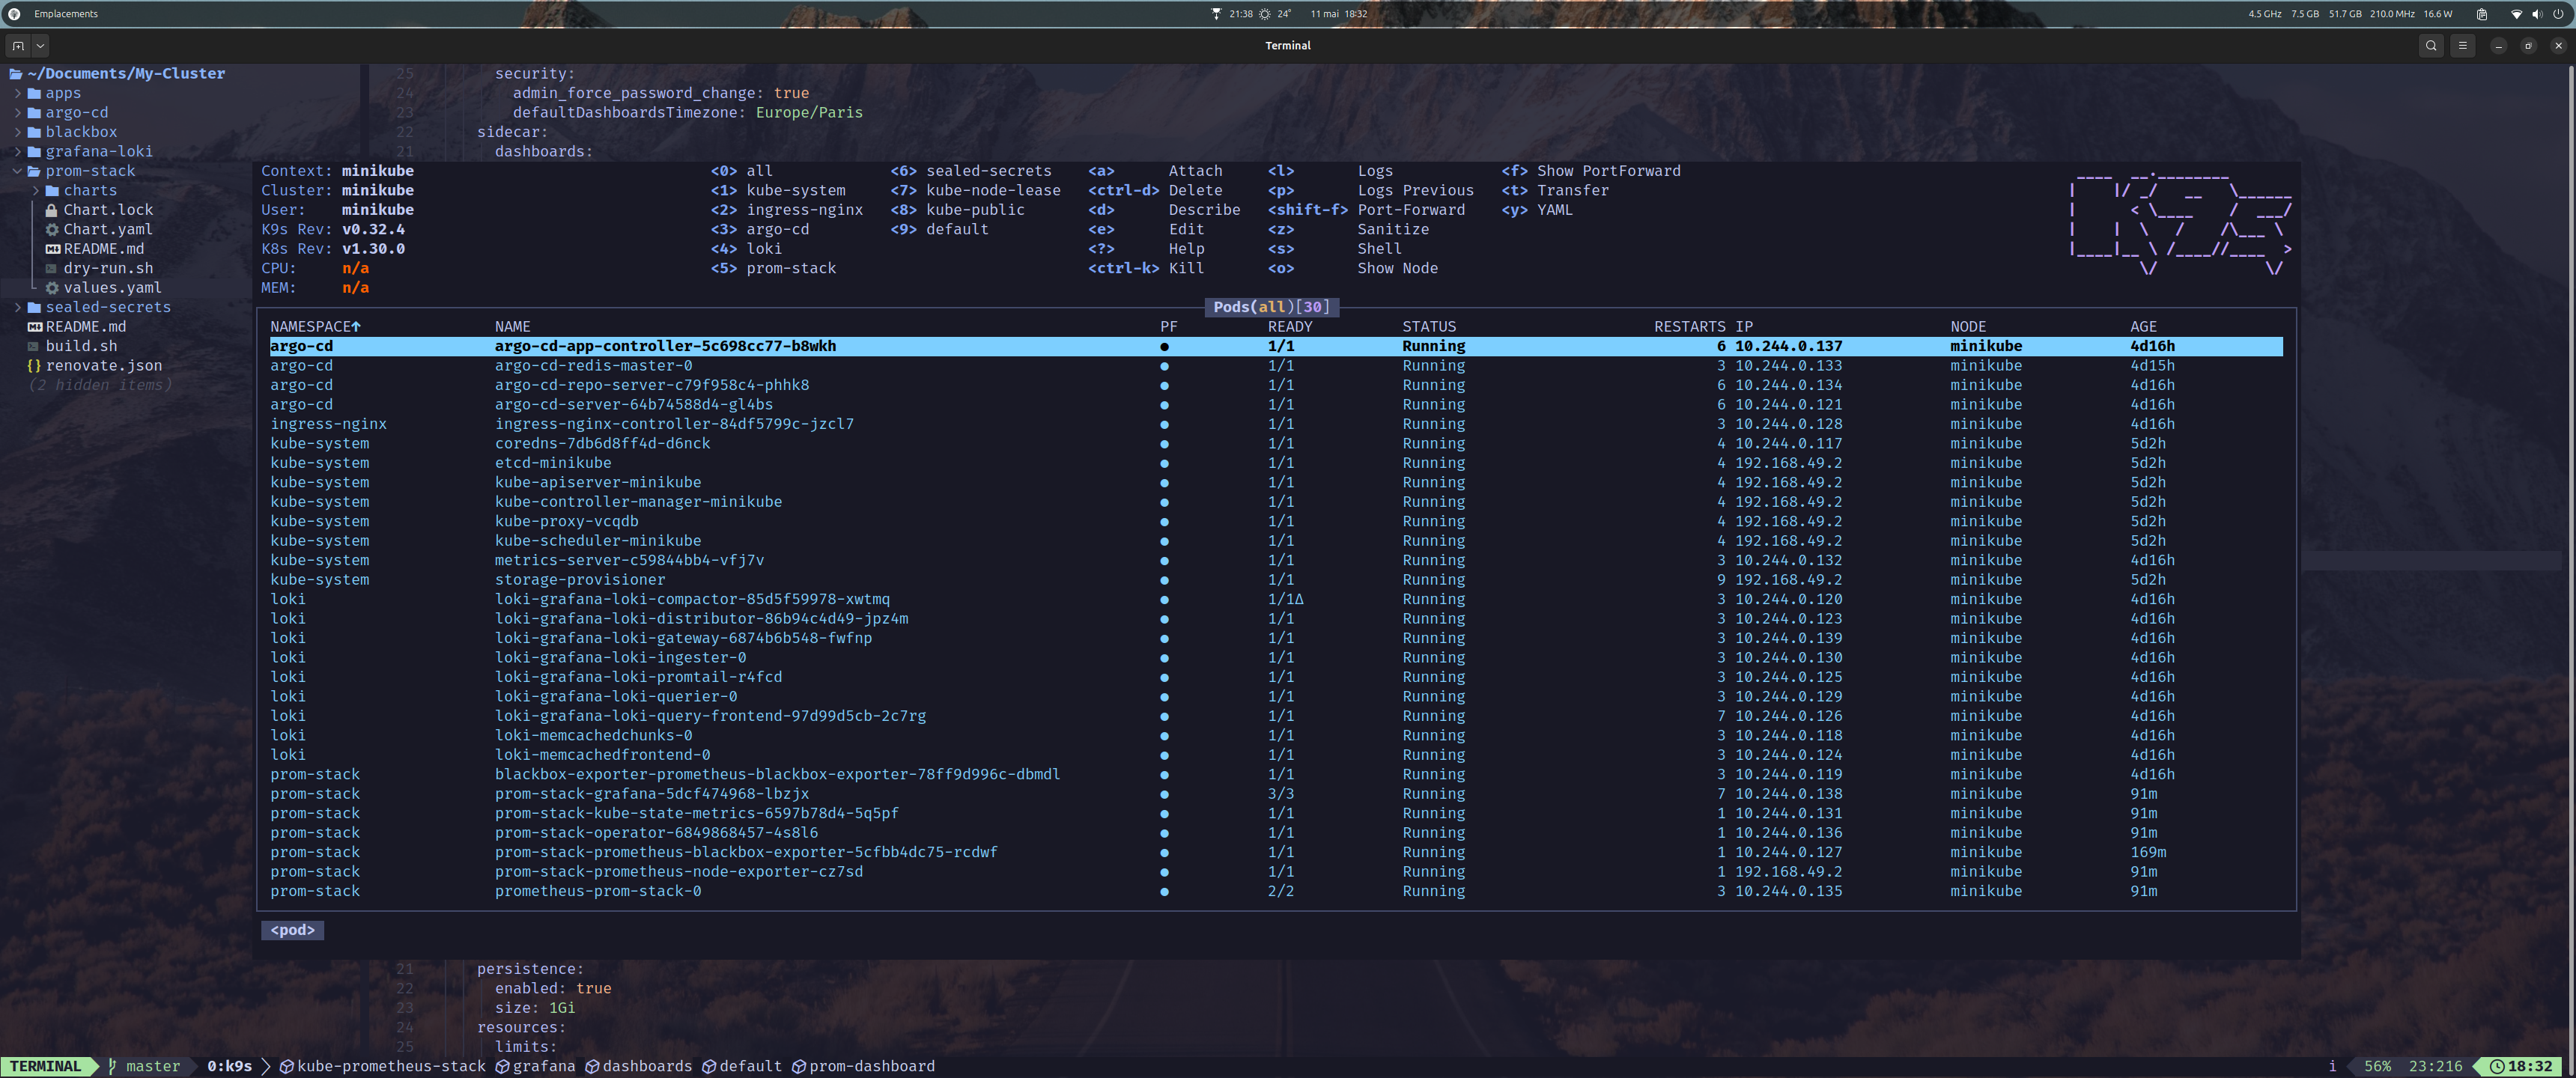 Emplacements 21:38 24° 11 mai 18:32 4.5 GHz 7.5 GB 51.7 GB 210.0 MHz 16.6 W
Terminal
~/Documents/My-Cluster
apps
argo-cd
blackbox
grafana-loki
prom-stack
charts
Chart.lock
Chart.yaml
README.md
dry-run.sh
values.yaml
sealed-secrets
README.md
build.sh
{} renovate.json
(2 hidden items)
25 security:
24 admin_force_password_change: true
23 defaultDashboardsTimezone: Europe/Paris
22 sidecar:
21 dashboards:
Context: minikube <0> all <6> sealed-secrets <a> Attach <l> Logs <f> Show PortForward
Cluster: minikube <1> kube-system <7> kube-node-lease <ctrl-d> Delete <p> Logs Previous <t> Transfer
User: minikube <2> ingress-nginx <8> kube-public <d> Describe <shift-f> Port-Forward <y> YAML
K9s Rev: v0.32.4 <3> argo-cd <9> default <e> Edit <z> Sanitize
K8s Rev: v1.30.0 <4> loki <?> Help <s> Shell
CPU: n/a <5> prom-stack <ctrl-k> Kill <o> Show Node
MEM: n/a
Pods(all)[30]
NAMESPACE↑ NAME PF READY STATUS RESTARTS IP NODE AGE
argo-cd argo-cd-app-controller-5c698cc77-b8wkh ● 1/1 Running 6 10.244.0.137 minikube 4d16h
argo-cd argo-cd-redis-master-0 ● 1/1 Running 3 10.244.0.133 minikube 4d15h
argo-cd argo-cd-repo-server-c79f958c4-phhk8 ● 1/1 Running 6 10.244.0.134 minikube 4d16h
argo-cd argo-cd-server-64b74588d4-gl4bs ● 1/1 Running 6 10.244.0.121 minikube 4d16h
ingress-nginx ingress-nginx-controller-84df5799c-jzcl7 ● 1/1 Running 3 10.244.0.128 minikube 4d16h
kube-system coredns-7db6d8ff4d-d6nck ● 1/1 Running 4 10.244.0.117 minikube 5d2h
kube-system etcd-minikube ● 1/1 Running 4 192.168.49.2 minikube 5d2h
kube-system kube-apiserver-minikube ● 1/1 Running 4 192.168.49.2 minikube 5d2h
kube-system kube-controller-manager-minikube ● 1/1 Running 4 192.168.49.2 minikube 5d2h
kube-system kube-proxy-vcqdb ● 1/1 Running 4 192.168.49.2 minikube 5d2h
kube-system kube-scheduler-minikube ● 1/1 Running 4 192.168.49.2 minikube 5d2h
kube-system metrics-server-c59844bb4-vfj7v ● 1/1 Running 3 10.244.0.132 minikube 4d16h
kube-system storage-provisioner ● 1/1 Running 9 192.168.49.2 minikube 5d2h
loki loki-grafana-loki-compactor-85d5f59978-xwtmq ● 1/1Δ Running 3 10.244.0.120 minikube 4d16h
loki loki-grafana-loki-distributor-86b94c4d49-jpz4m ● 1/1 Running 3 10.244.0.123 minikube 4d16h
loki loki-grafana-loki-gateway-6874b6b548-fwfnp ● 1/1 Running 3 10.244.0.139 minikube 4d16h
loki loki-grafana-loki-ingester-0 ● 1/1 Running 3 10.244.0.130 minikube 4d16h
loki loki-grafana-loki-promtail-r4fcd ● 1/1 Running 3 10.244.0.125 minikube 4d16h
loki loki-grafana-loki-querier-0 ● 1/1 Running 3 10.244.0.129 minikube 4d16h
loki loki-grafana-loki-query-frontend-97d99d5cb-2c7rg ● 1/1 Running 7 10.244.0.126 minikube 4d16h
loki loki-memcachedchunks-0 ● 1/1 Running 3 10.244.0.118 minikube 4d16h
loki loki-memcachedfrontend-0 ● 1/1 Running 3 10.244.0.124 minikube 4d16h
prom-stack blackbox-exporter-prometheus-blackbox-exporter-78ff9d996c-dbmdl ● 1/1 Running 3 10.244.0.119 minikube 4d16h
prom-stack prom-stack-grafana-5dcf474968-lbzjx ● 3/3 Running 7 10.244.0.138 minikube 91m
prom-stack prom-stack-kube-state-metrics-6597b78d4-5q5pf ● 1/1 Running 1 10.244.0.131 minikube 91m
prom-stack prom-stack-operator-6849868457-4s8l6 ● 1/1 Running 1 10.244.0.136 minikube 91m
prom-stack prom-stack-prometheus-blackbox-exporter-5cfbb4dc75-rcdwf ● 1/1 Running 1 10.244.0.127 minikube 169m
prom-stack prom-stack-prometheus-node-exporter-cz7sd ● 1/1 Running 1 192.168.49.2 minikube 91m
prom-stack prometheus-prom-stack-0 ● 2/2 Running 3 10.244.0.135 minikube 91m
<pod>
21 persistence:
22 enabled: true
23 size: 1Gi
24 resources:
25 limits:
TERMINAL master 0:k9s kube-prometheus-stack grafana dashboards default prom-dashboard i 56% 23:216 18:32